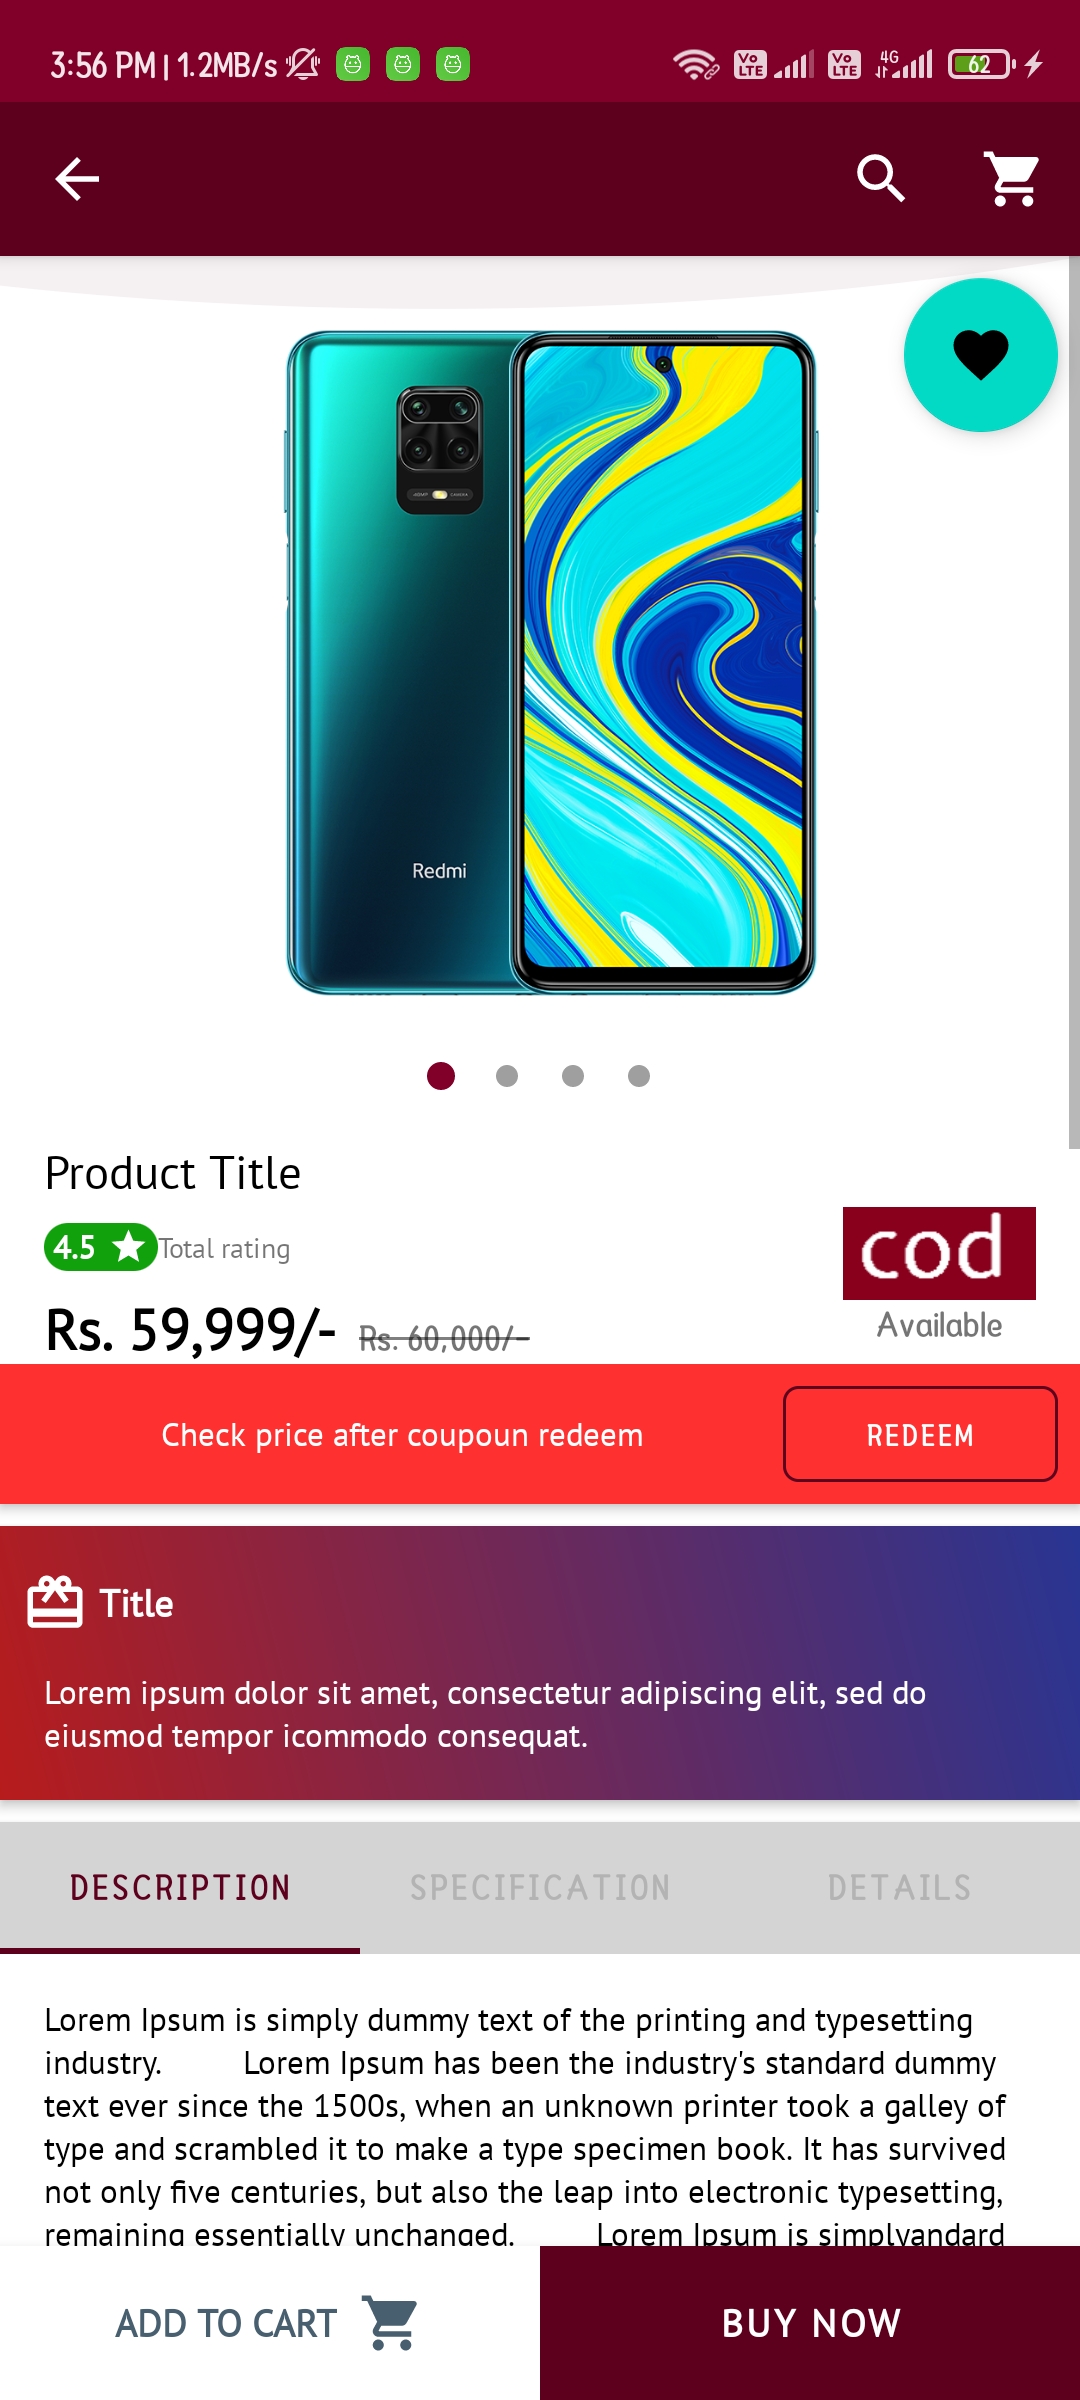 3:56 PM | 1.2MB/s Vo LTE Vo LTE 4G 62
Redmi
Product Title
4.5 Total rating
cod
Rs. 59,999/- Rs. 60,000/-
Available
Check price after coupoun redeem REDEEM
Title
Lorem ipsum dolor sit amet, consectetur adipiscing elit, sed do
eiusmod tempor icommodo consequat.
DESCRIPTION SPECIFICATION DETAILS
Lorem Ipsum is simply dummy text of the printing and typesetting
industry. Lorem Ipsum has been the industry's standard dummy
text ever since the 1500s, when an unknown printer took a galley of
type and scrambled it to make a type specimen book. It has survived
not only five centuries, but also the leap into electronic typesetting,
remaining essentially unchanged. Lorem Ipsum is simplyandard
ADD TO CART BUY NOW